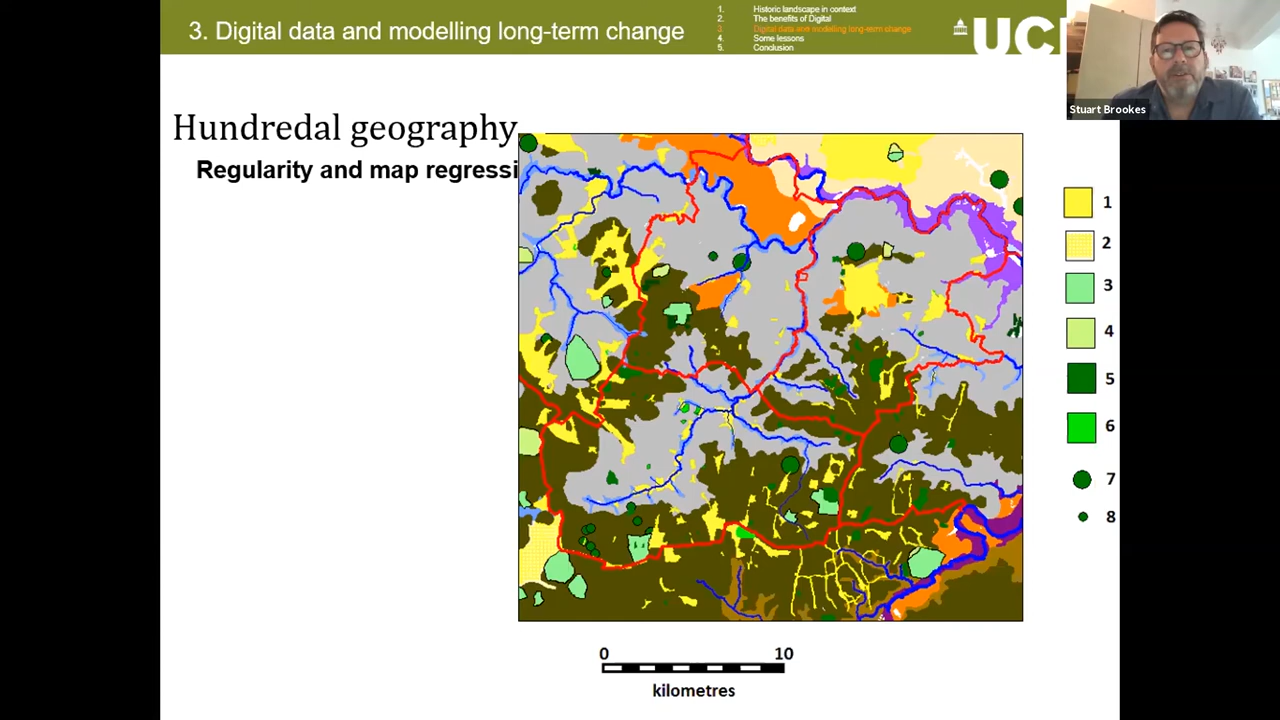 3. Digital data and modelling long-term change
1. Historic landscape in context
2. The benefits of Digital
3. Digital data and modelling long-term change
4. Some lessons
5. Conclusion
UCL
Stuart Brookes
Hundredal geography
Regularity and map regressi
1
2
3
4
5
6
7
8
0 10
kilometres